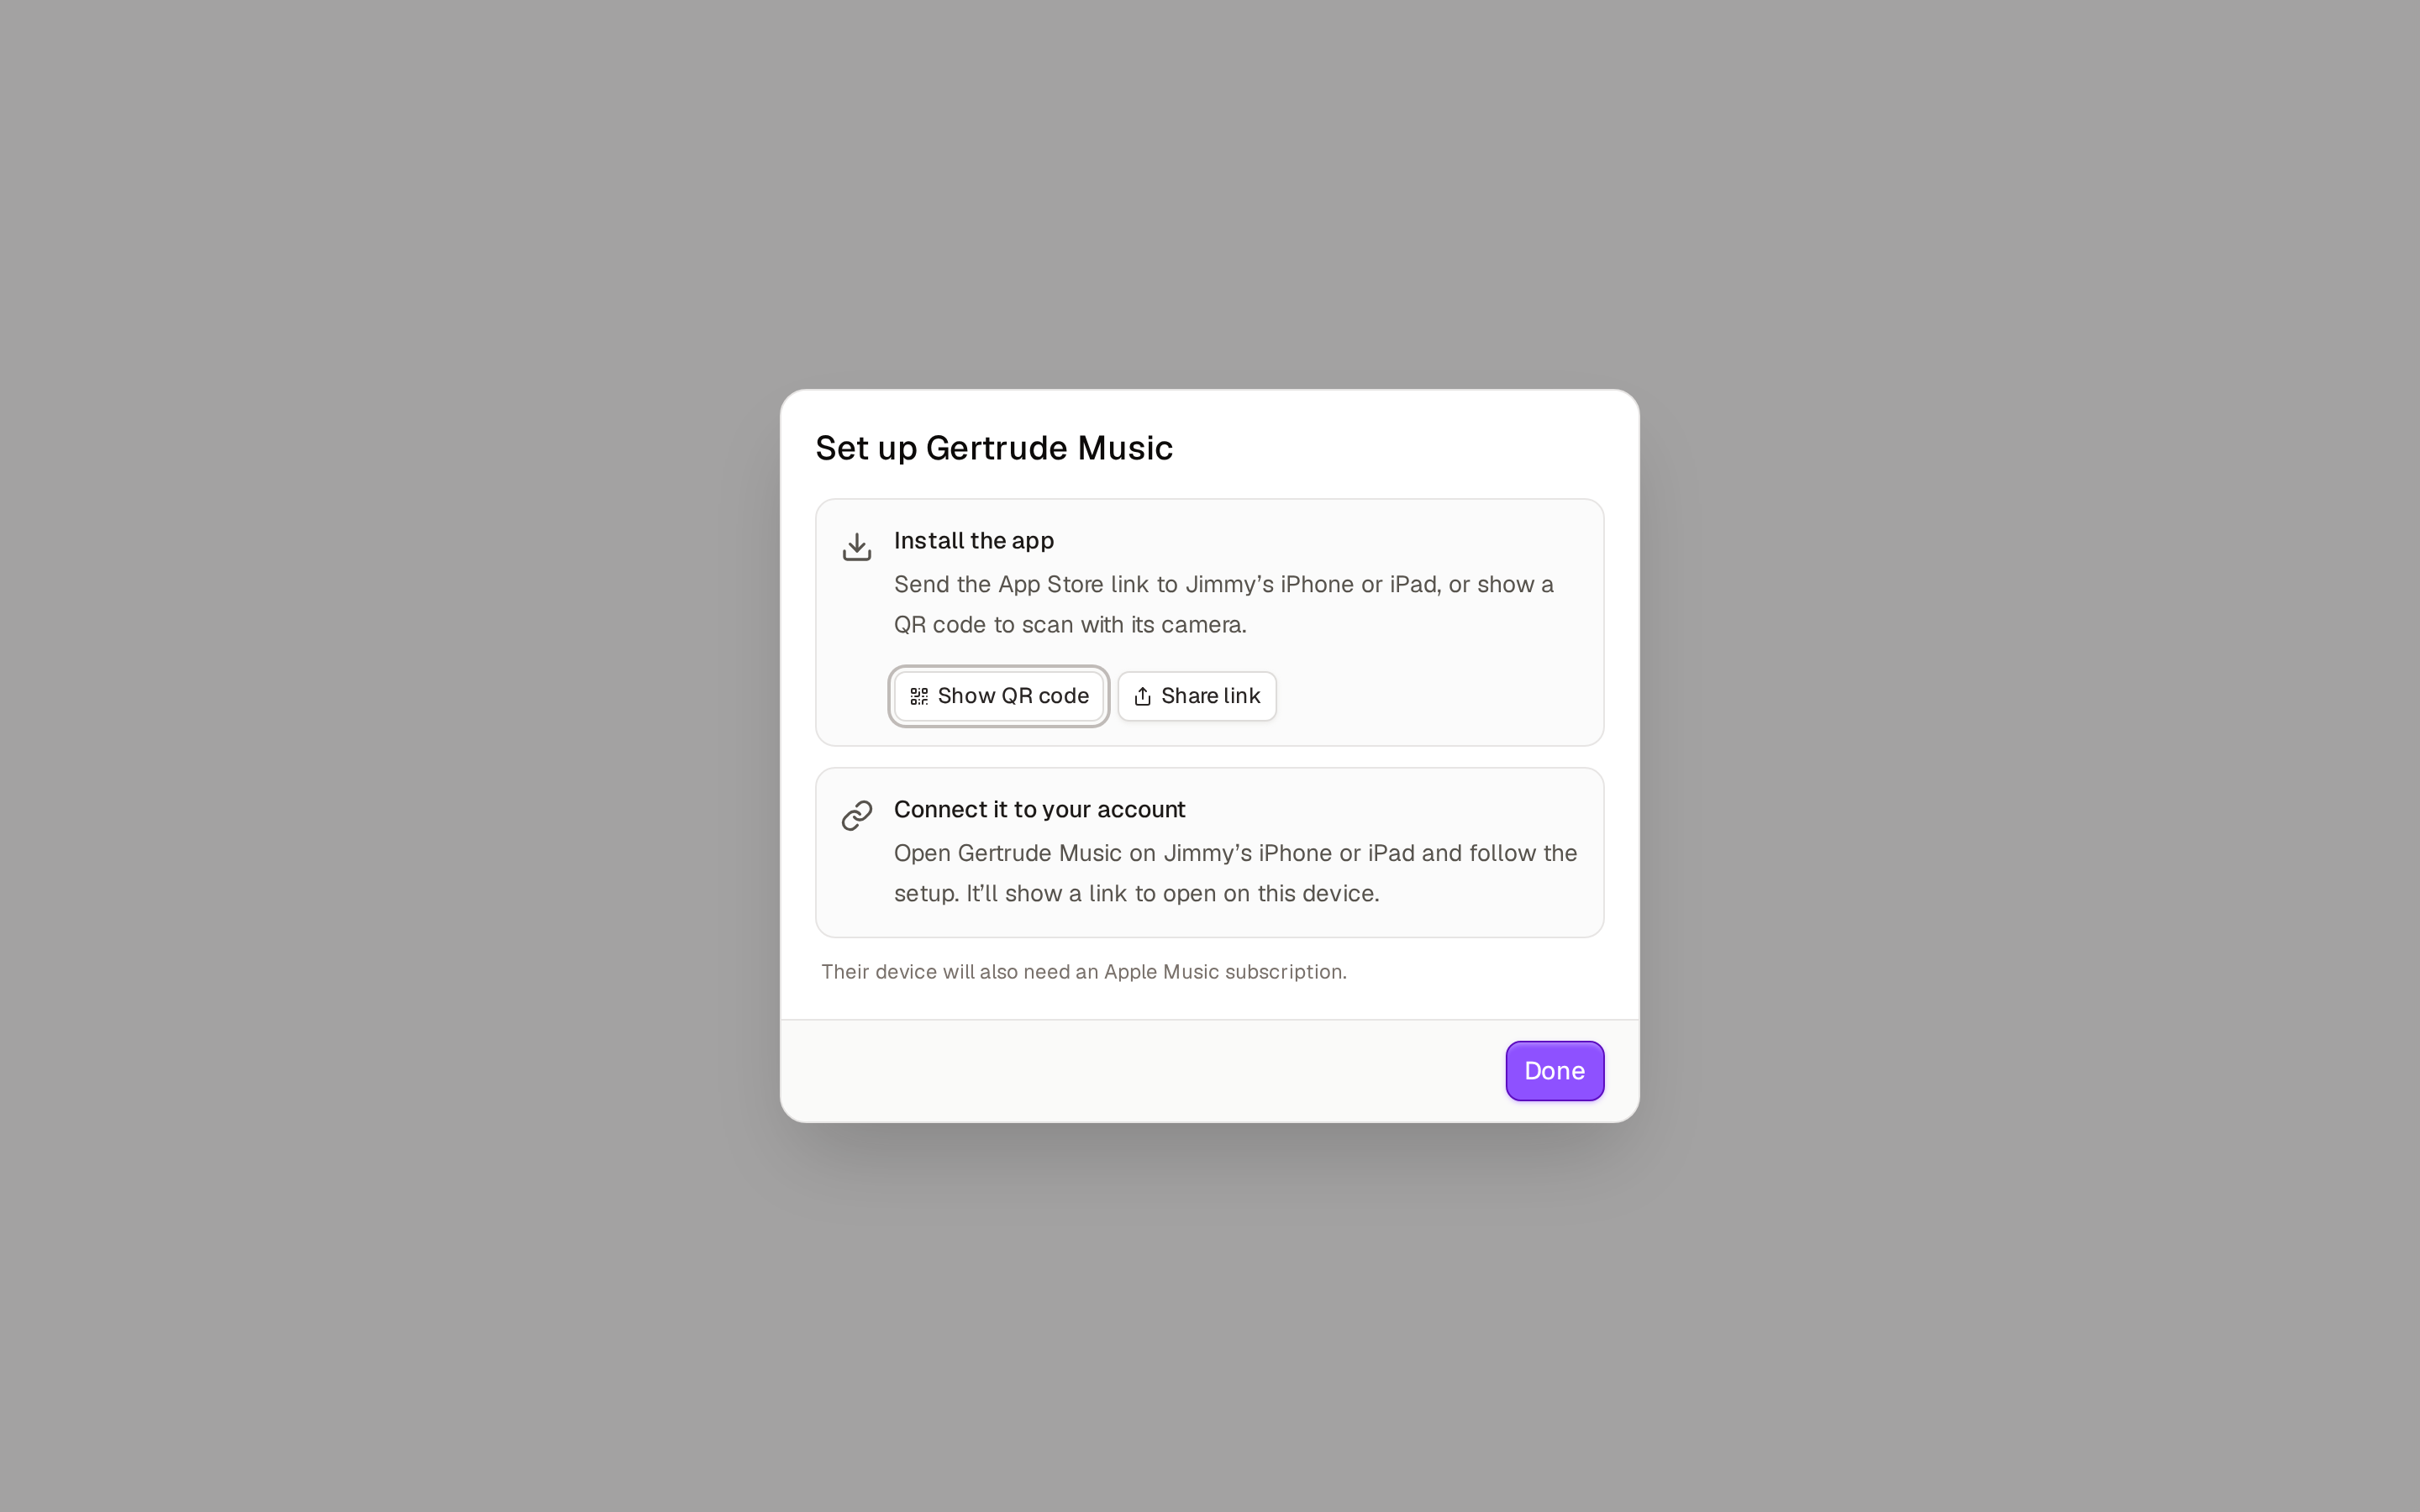 Set up Gertrude Music
Install the app
Send the App Store link to Jimmy’s iPhone or iPad, or show a
QR code to scan with its camera.
Show QR code
Share link
Connect it to your account
Open Gertrude Music on Jimmy’s iPhone or iPad and follow the
setup. It’ll show a link to open on this device.
Their device will also need an Apple Music subscription.
Done